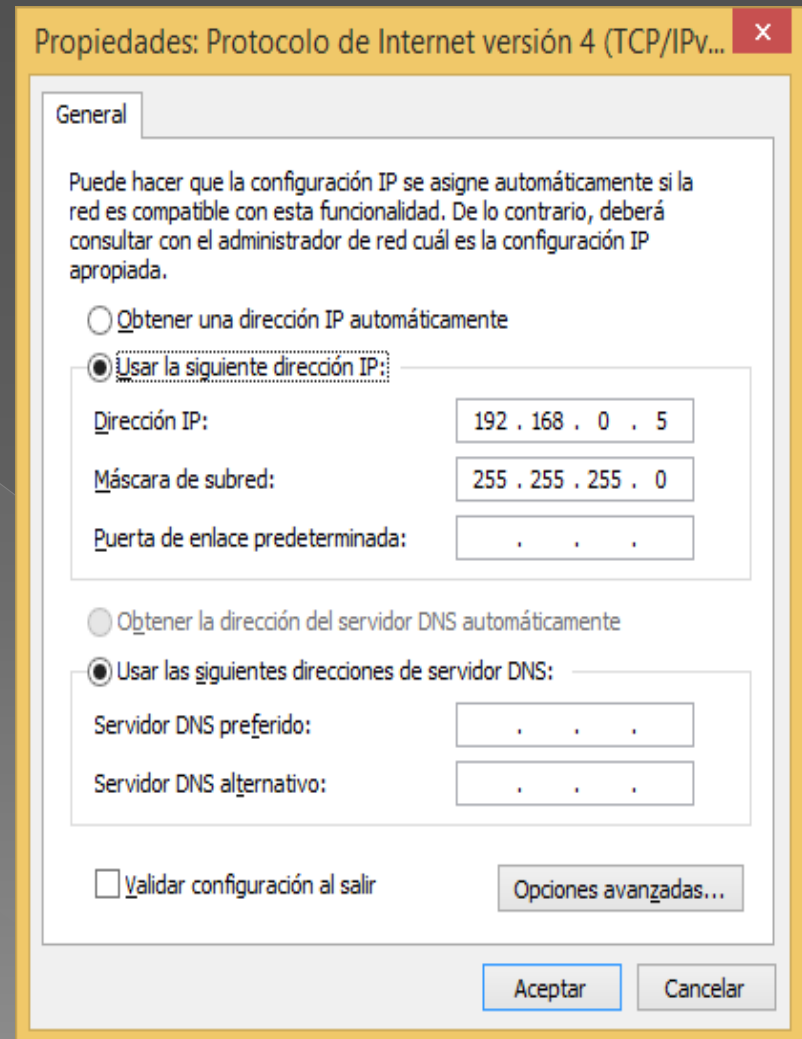 Propiedades: Protocolo de Internet versión 4 (TCP/IPv...
General
Puede hacer que la configuración IP se asigne automáticamente si la
red es compatible con esta funcionalidad. De lo contrario, deberá
consultar con el administrador de red cuál es la configuración IP
apropiada.
Obtener una dirección IP automáticamente
Usar la siguiente dirección IP:
Dirección IP: 192 . 168 . 0 . 5
Máscara de subred: 255 . 255 . 255 . 0
Puerta de enlace predeterminada: . . .
Obtener la dirección del servidor DNS automáticamente
Usar las siguientes direcciones de servidor DNS:
Servidor DNS preferido: . . .
Servidor DNS alternativo: . . .
Validar configuración al salir
Opciones avanzadas...
Aceptar Cancelar